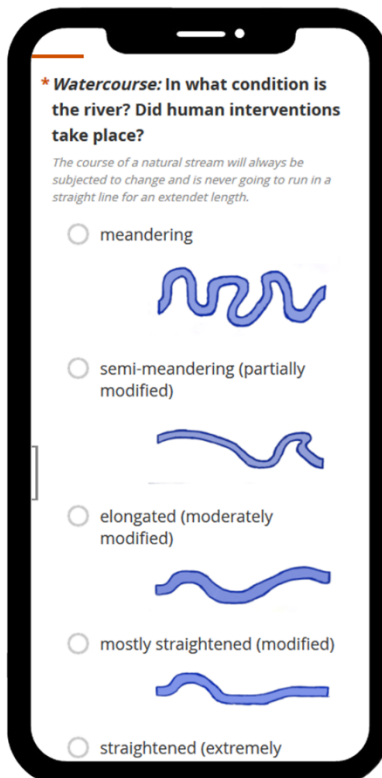 * Watercourse: In what condition is
the river? Did human interventions
take place?
The course of a natural stream will always be
subjected to change and is never going to run in a
straight line for an extendet length.
meandering
semi-meandering (partially
modified)
elongated (moderately
modified)
mostly straightened (modified)
straightened (extremely